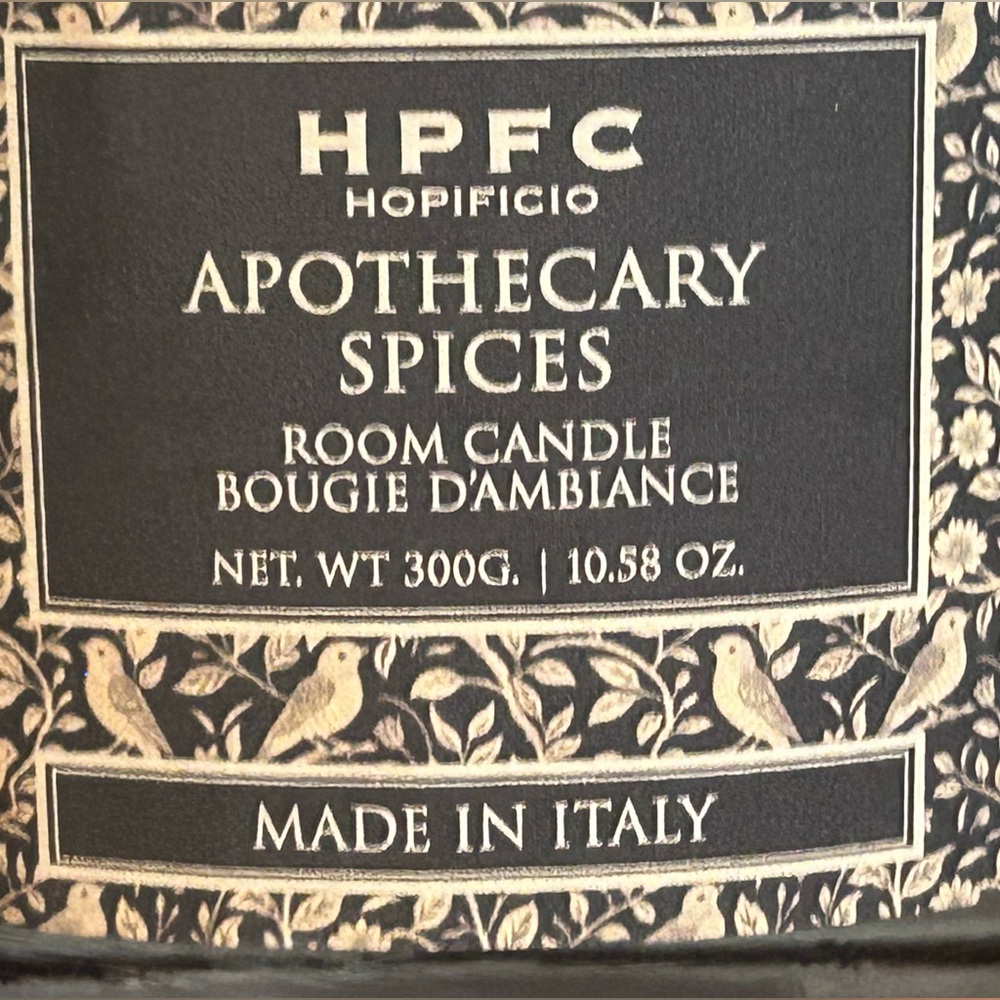 HPFC
HOPIFICIO
APOTHECARY
SPICES
ROOM CANDLE
BOUGIE D'AMBIANCE
NET. WT 300G. | 10.58 OZ.
MADE IN ITALY